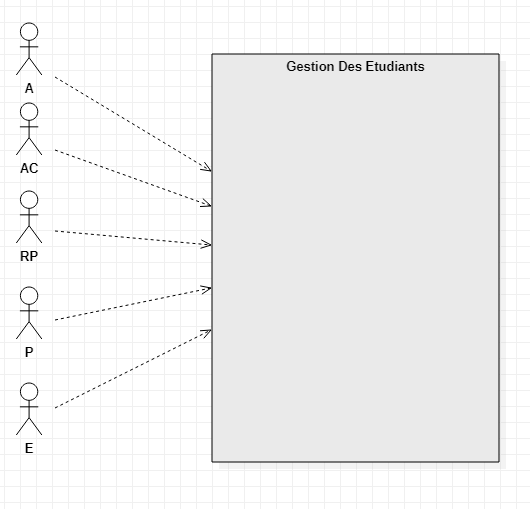 Gestion Des Etudiants
A
AC
RP
P
E